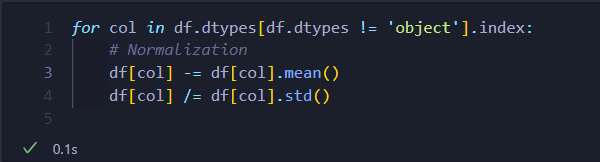 1 for col in df.dtypes[df.dtypes != 'object'].index:
2     # Normalization
3     df[col] -= df[col].mean()
4     df[col] /= df[col].std()
5
✓ 0.1s